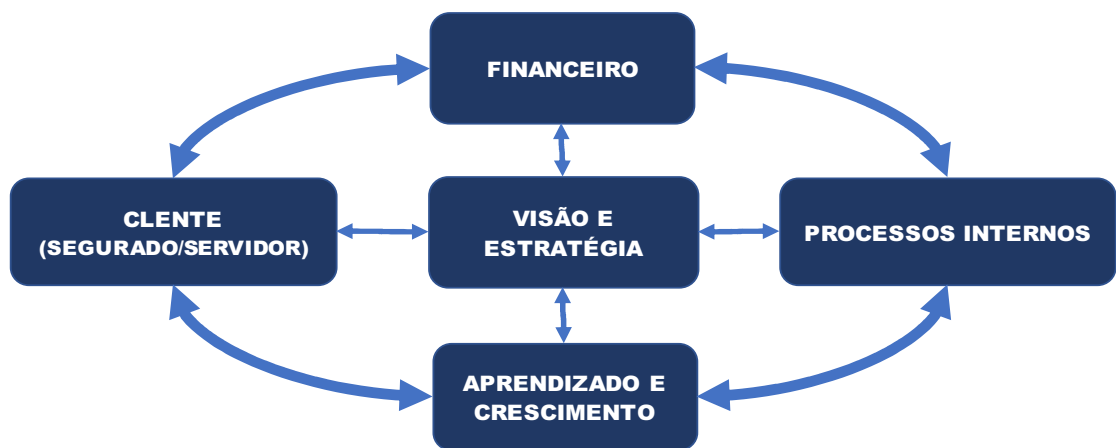 FINANCEIRO
CLENTE
(SEGURADO/SERVIDOR)
VISÃO E
ESTRATÉGIA
PROCESSOS INTERNOS
APRENDIZADO E
CRESCIMENTO